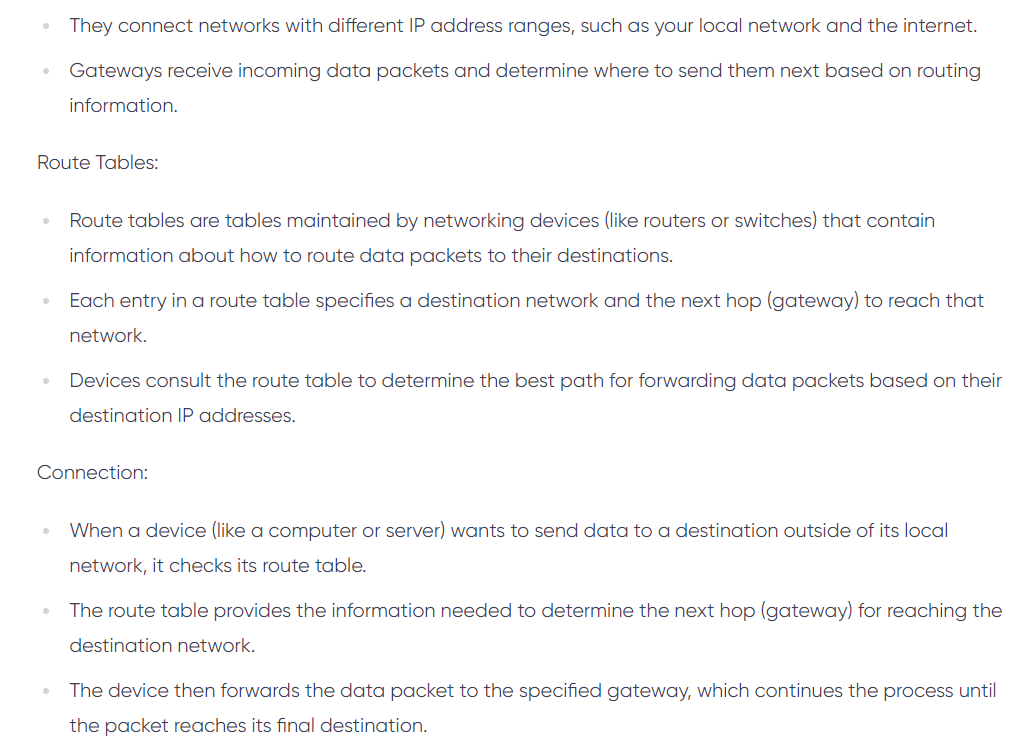 They connect networks with different IP address ranges, such as your local network and the internet.
Gateways receive incoming data packets and determine where to send them next based on routing
information.
Route Tables:
Route tables are tables maintained by networking devices (like routers or switches) that contain
information about how to route data packets to their destinations.
Each entry in a route table specifies a destination network and the next hop (gateway) to reach that
network.
Devices consult the route table to determine the best path for forwarding data packets based on their
destination IP addresses.
Connection:
When a device (like a computer or server) wants to send data to a destination outside of its local
network, it checks its route table.
The route table provides the information needed to determine the next hop (gateway) for reaching the
destination network.
The device then forwards the data packet to the specified gateway, which continues the process until
the packet reaches its final destination.